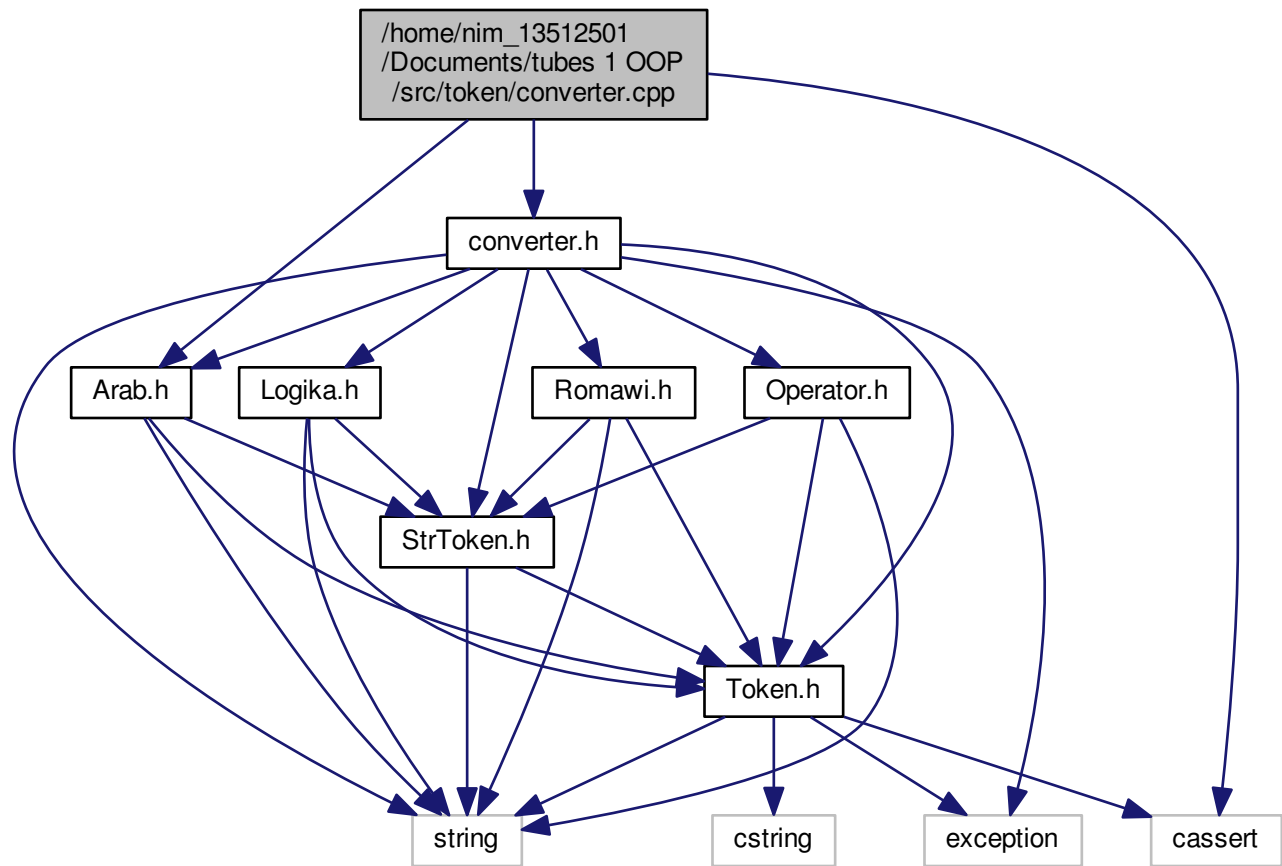 /home/nim_13512501
/Documents/tubes 1 OOP
/src/token/converter.cpp
converter.h
Arab.h
Logika.h
Romawi.h
Operator.h
StrToken.h
Token.h
string
cstring
exception
cassert